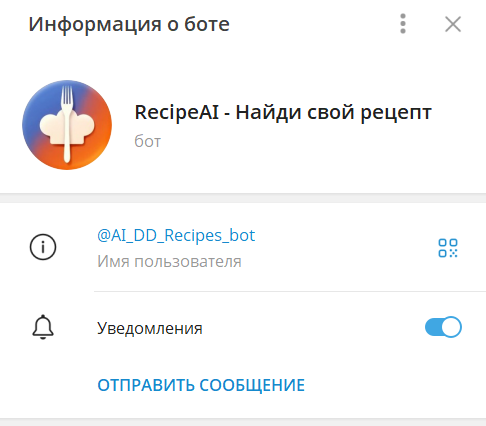 Информация о боте
RecipeAI - Найди свой рецепт
бот
@AI_DD_Recipes_bot
Имя пользователя
Уведомления
ОТПРАВИТЬ СООБЩЕНИЕ